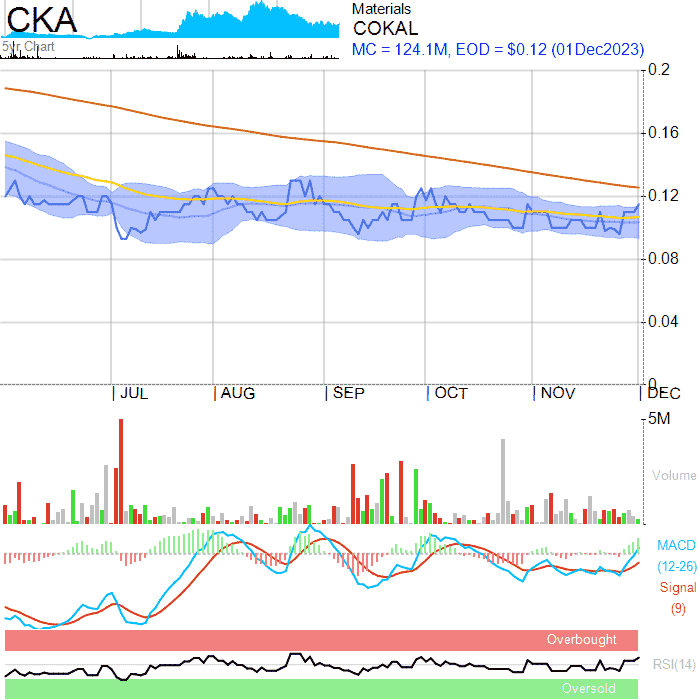 CKA
5yr Chart
Materials
COKAL
MC = 124.1M, EOD = $0.12 (01Dec2023)
0.2
0.16
0.12
0.08
0.04
0
JUL
AUG
SEP
OCT
NOV
DEC
5M
Volume
MACD
(12-26)
Signal
(9)
Overbought
RSI(14)
Oversold